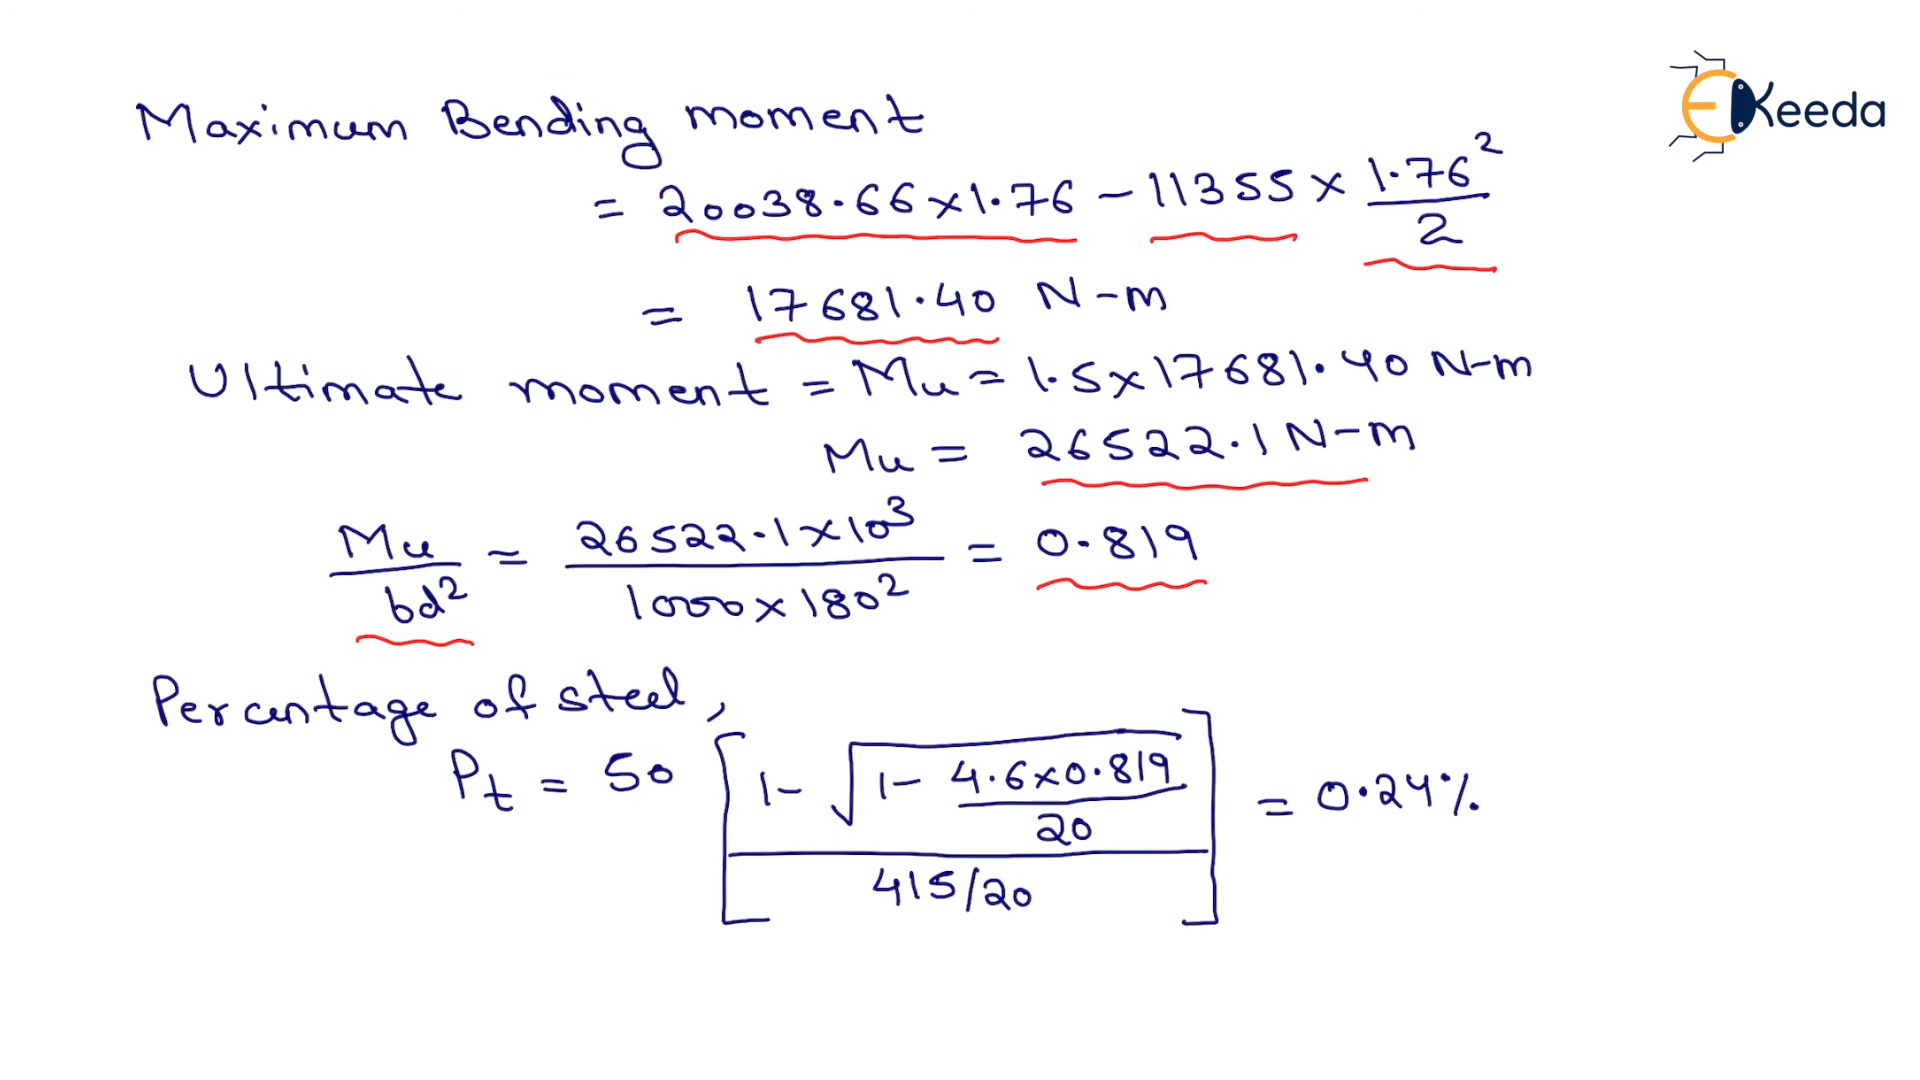 EKeeda
Maximum Bending moment
= 20038.66 x 1.76 - 11355 x 1.76² / 2
= 17681.40 N-m
Ultimate moment = Mu = 1.5 x 17681.40 N-m
Mu = 26522.1 N-m
Mu / bd² = 26522.1 x 10³ / 1000 x 180² = 0.819
Percentage of steel,
Pt = 50 [ 1 - √(1 - 4.6 x 0.819 / 20) / 415/20 ] = 0.24%